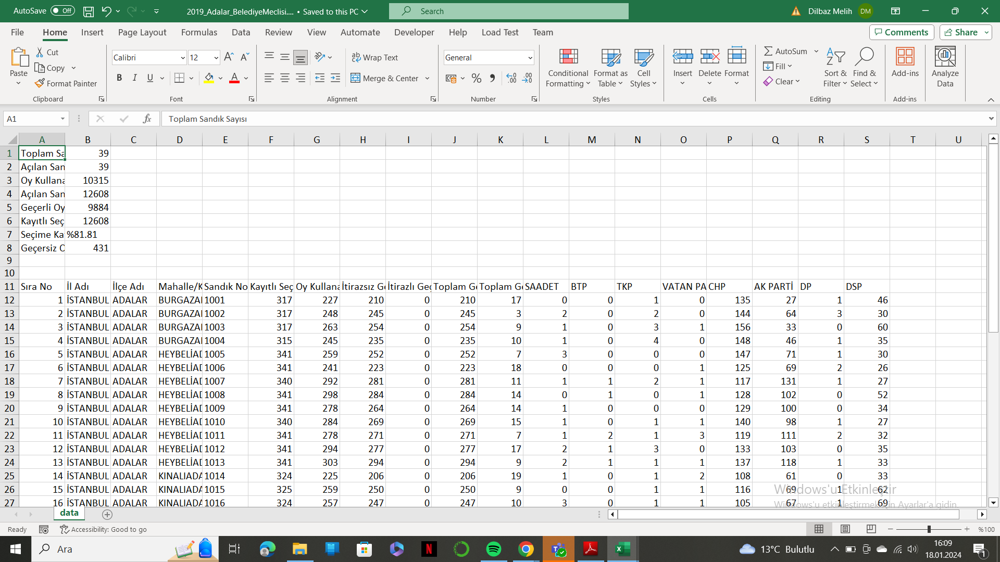 AutoSave Off 2019_Adalar_BelediyeMeclisi.... • Saved to this PC Search Dilbaz Melih DM
File Home Insert Page Layout Formulas Data Review View Automate Developer Help Load Test Team Comments Share
Paste Cut Copy Format Painter Clipboard
Calibri 12 B I U A A Font
ab Wrap Text Merge & Center Alignment
General % Number
Conditional Formatting Format as Table Cell Styles Styles
Insert Delete Format Cells
AutoSum Fill Clear Sort & Filter Find & Select Editing
Add-ins Add-ins
Analyze Data
A1 fx Toplam Sandık Sayısı
A B C D E F G H I J K L M N O P Q R S T U
1 Toplam Sa 39
2 Açılan San 39
3 Oy Kullana 10315
4 Açılan San 12608
5 Geçerli Oy 9884
6 Kayıtlı Seç 12608
7 Seçime Ka %81.81
8 Geçersiz O 431
9
10
11 Sıra No İl Adı İlçe Adı Mahalle/K Sandık No Kayıtlı Seç Oy Kullana İtirazsız Ge İtirazlı Geç Toplam Ge Toplam Ge SAADET BTP TKP VATAN PA CHP AK PARTİ DP DSP
12 1 İSTANBUL ADALAR BURGAZAI 1001 317 227 210 0 210 17 0 0 1 0 135 27 1 46
13 2 İSTANBUL ADALAR BURGAZAI 1002 317 248 245 0 245 3 2 0 2 0 144 64 3 30
14 3 İSTANBUL ADALAR BURGAZAI 1003 317 263 254 0 254 9 1 0 3 1 156 33 0 60
15 4 İSTANBUL ADALAR BURGAZAI 1004 315 245 235 0 235 10 1 0 4 0 148 46 1 35
16 5 İSTANBUL ADALAR HEYBELİAD 1005 341 259 252 0 252 7 3 0 0 0 147 71 1 30
17 6 İSTANBUL ADALAR HEYBELİAD 1006 341 241 223 0 223 18 0 0 0 1 125 69 2 26
18 7 İSTANBUL ADALAR HEYBELİAD 1007 340 292 281 0 281 11 1 1 2 1 117 131 1 27
19 8 İSTANBUL ADALAR HEYBELİAD 1008 341 298 284 0 284 14 0 1 0 1 128 102 0 52
20 9 İSTANBUL ADALAR HEYBELİAD 1009 341 278 264 0 264 14 1 0 0 0 129 100 0 34
21 10 İSTANBUL ADALAR HEYBELİAD 1010 340 284 269 0 269 15 1 0 1 1 140 98 1 27
22 11 İSTANBUL ADALAR HEYBELİAD 1011 341 278 271 0 271 7 1 2 1 3 119 111 2 32
23 12 İSTANBUL ADALAR HEYBELİAD 1012 341 294 277 0 277 17 2 1 3 0 133 103 0 35
24 13 İSTANBUL ADALAR HEYBELİAD 1013 341 303 294 0 294 9 2 1 1 1 137 118 1 33
25 14 İSTANBUL ADALAR KINALIADA 1014 324 225 206 0 206 19 1 0 1 2 108 61 0 33
26 15 İSTANBUL ADALAR KINALIADA 1015 325 259 250 0 250 9 0 0 1 1 116 69 1 62
27 16 İSTANBUL ADALAR KINALIADA 1016 324 257 247 0 247 10 3 0 1 1 105 67 1 69
Windows'u Etkinleştir
Windows'u etkinleştirmek için Ayarlar'a gidin.
data
Ready Accessibility: Good to go %100
Ara 13°C Bulutlu 16:09
18.01.2024 1